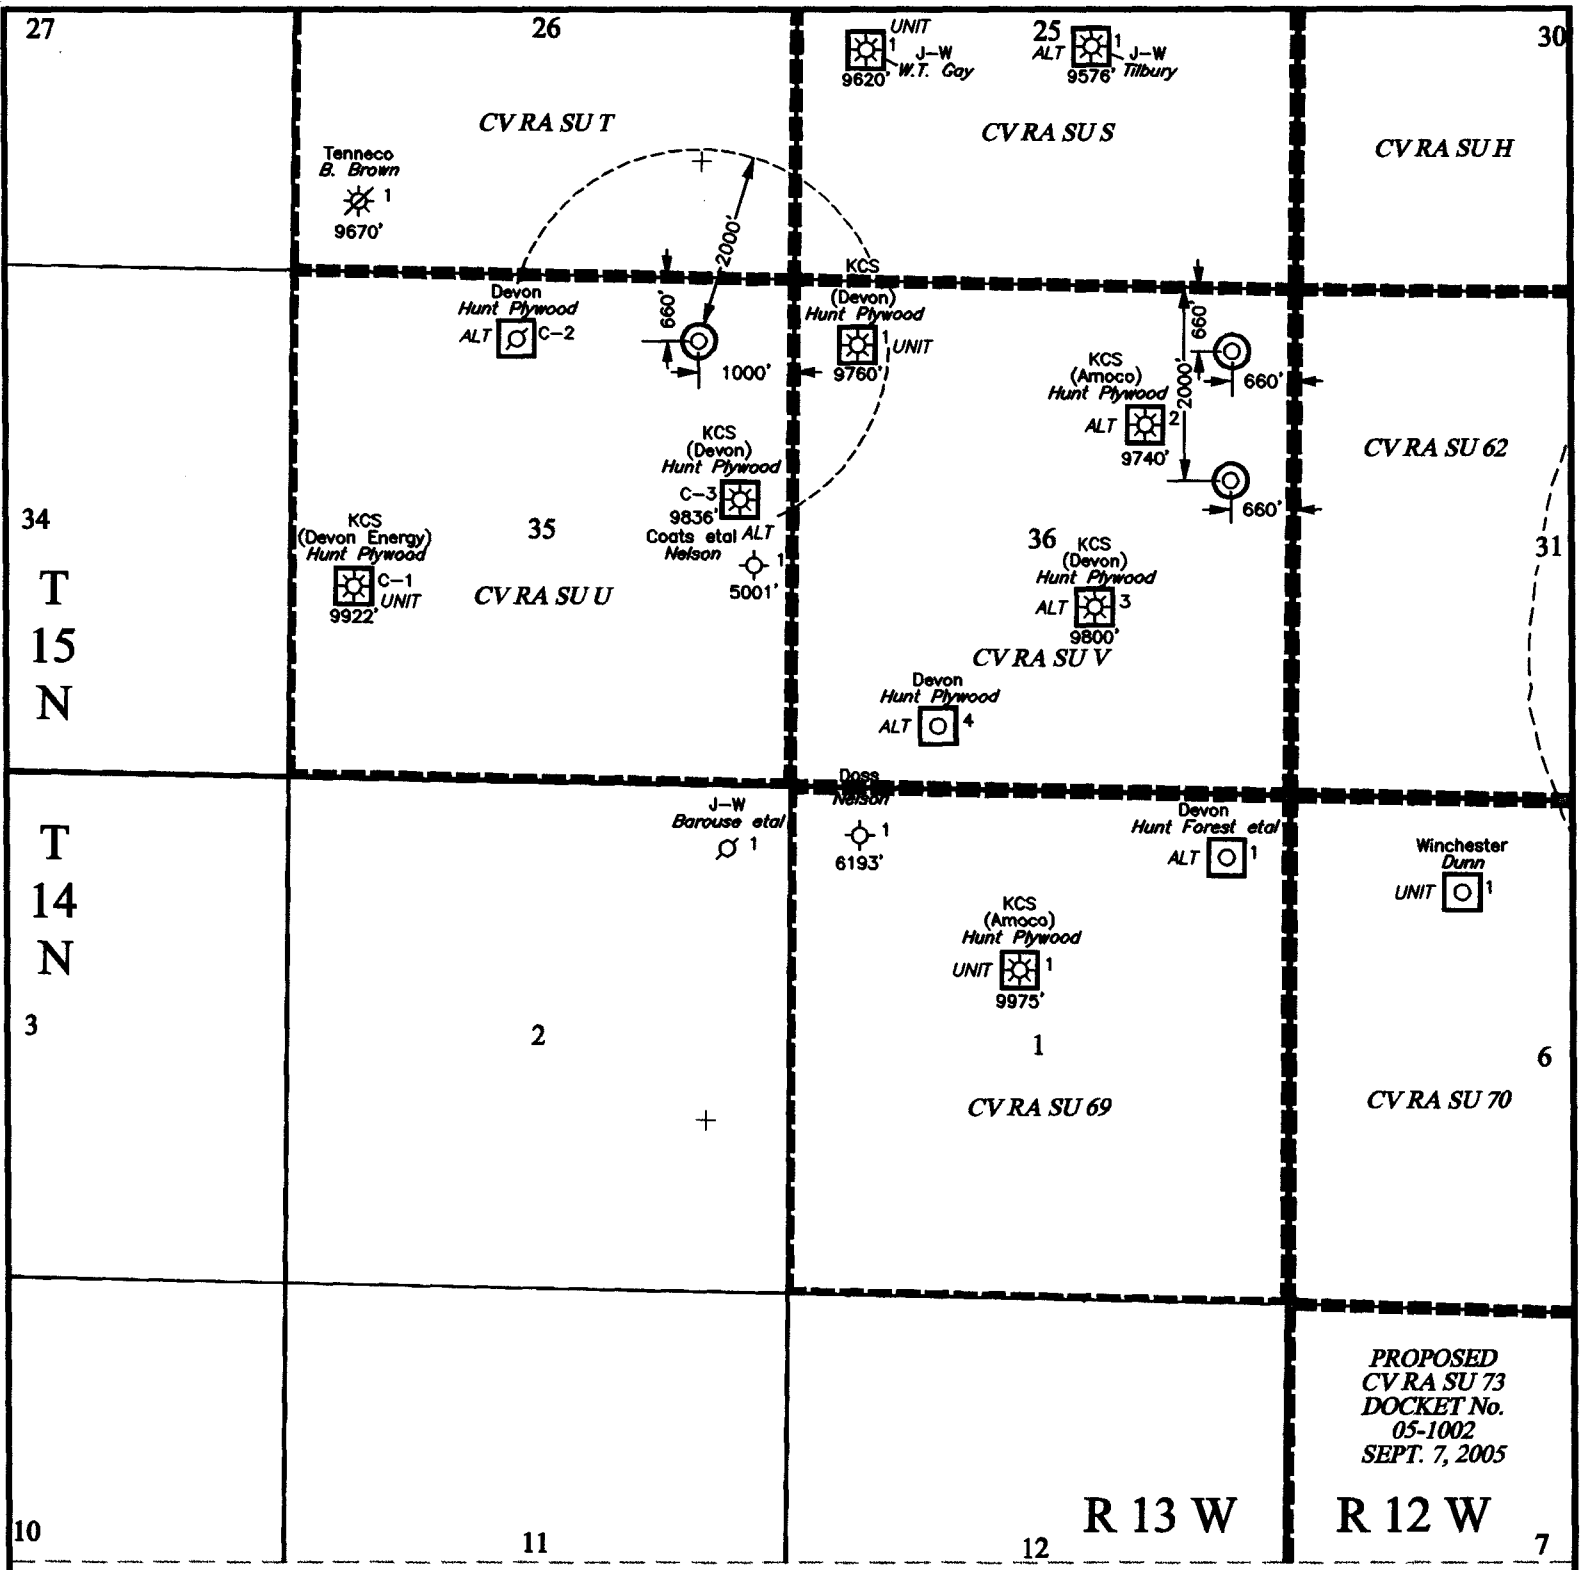 27
26
25
30
UNIT
1
J-W
W.T. Gay
9620'
ALT
1
J-W
Tilbury
9576'
CV RA SU T
CV RA SU S
CV RA SU H
Tenneco
B. Brown
1
9670'
2000'
Devon
Hunt Plywood
ALT
C-2
660'
1000'
KCS
(Devon)
Hunt Plywood
1
UNIT
9760'
660'
2000'
660'
KCS
(Amoco)
Hunt Plywood
ALT
2
9740'
660'
CV RA SU 62
KCS
(Devon)
Hunt Plywood
C-3
9836'
ALT
Coats etal
Nelson
1
5001'
34
35
36
31
KCS
(Devon Energy)
Hunt Plywood
C-1
UNIT
9922'
CV RA SU U
KCS
(Devon)
Hunt Plywood
ALT
3
9800'
CV RA SU V
T
15
N
Devon
Hunt Plywood
ALT
4
J-W
Barouse etal
1
Doss
Nelson
1
6193'
Devon
Hunt Forest etal
ALT
1
Winchester
Dunn
UNIT
1
T
14
N
KCS
(Amoco)
Hunt Plywood
UNIT
1
9975'
3
2
1
6
CV RA SU 69
CV RA SU 70
PROPOSED
CV RA SU 73
DOCKET No.
05-1002
SEPT. 7, 2005
R 13 W
R 12 W
10
11
12
7